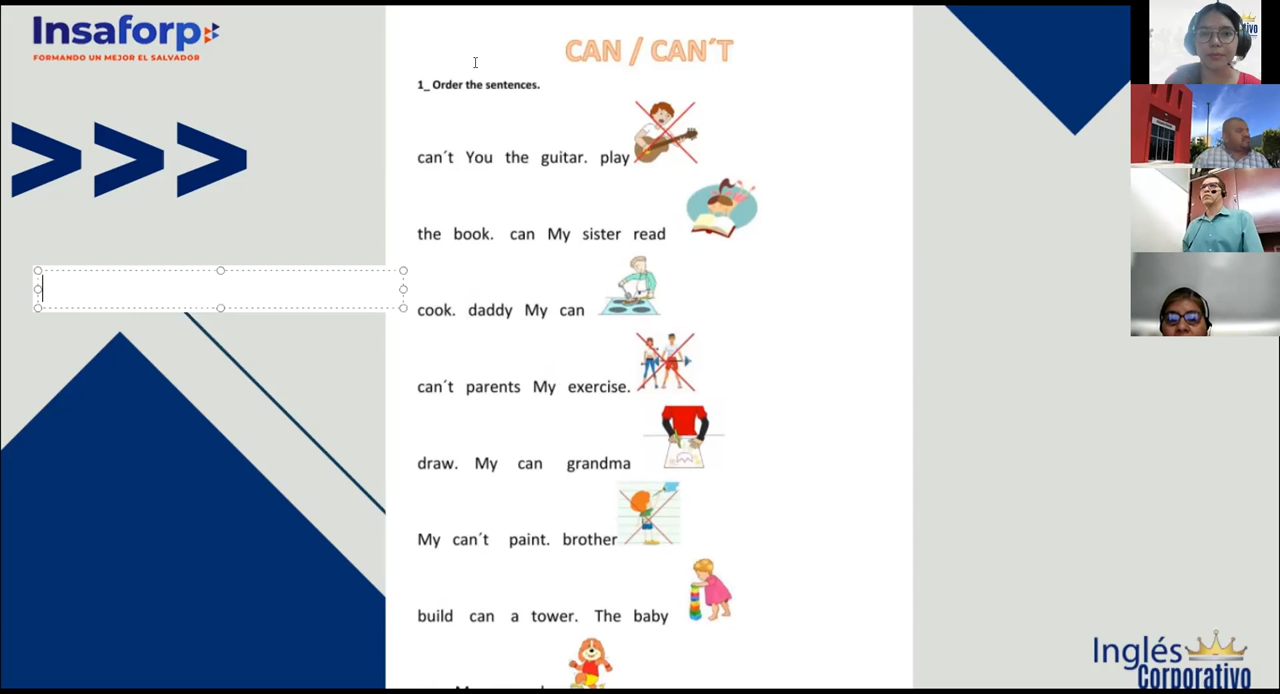 Insaforp
FORMANDO UN MEJOR EL SALVADOR
CAN / CAN´T
1_ Order the sentences.
can´t You the guitar. play
the book. can My sister read
cook. daddy My can
can´t parents My exercise.
draw. My can grandma
My can´t paint. brother
build can a tower. The baby
Inglés
Corporativo